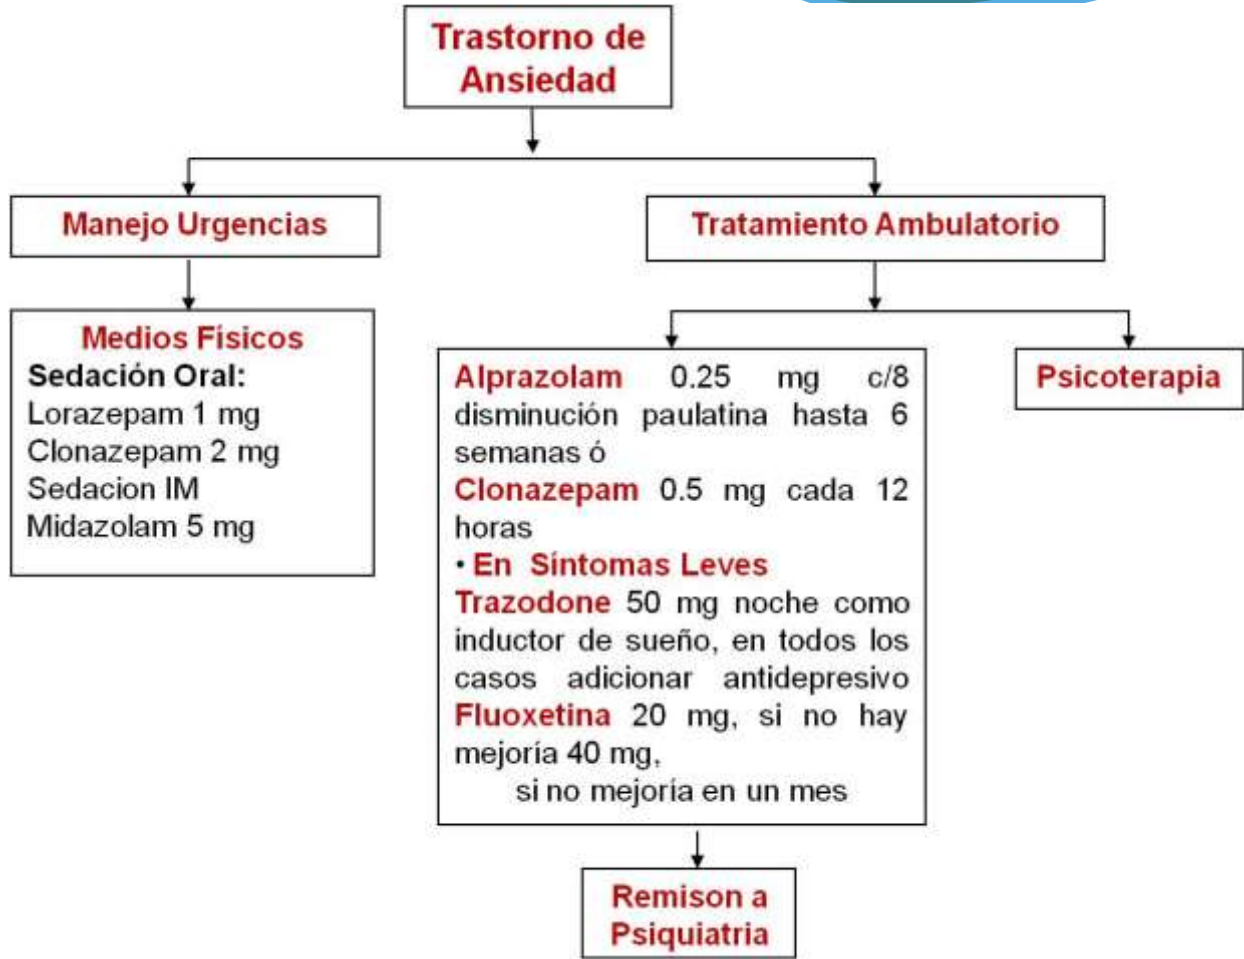 Trastorno de
Ansiedad
Manejo Urgencias
Tratamiento Ambulatorio
Medios Físicos
Sedación Oral:
Lorazepam 1 mg
Clonazepam 2 mg
Sedacion IM
Midazolam 5 mg
Alprazolam 0.25 mg c/8
disminución paulatina hasta 6
semanas ó
Clonazepam 0.5 mg cada 12
horas
• En Síntomas Leves
Trazodone 50 mg noche como
inductor de sueño, en todos los
casos adicionar antidepresivo
Fluoxetina 20 mg, si no hay
mejoría 40 mg,
si no mejoría en un mes
Psicoterapia
Remison a
Psiquiatria